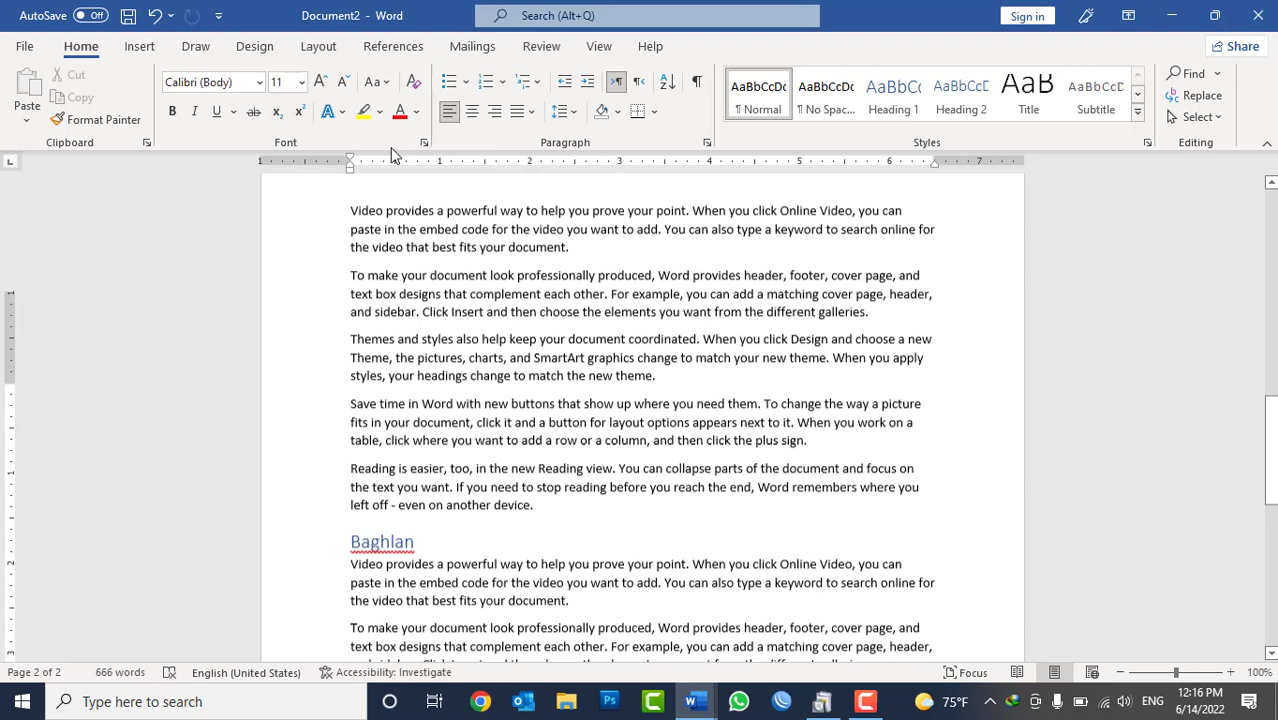 AutoSave Off Document2 - Word Search (Alt+Q) Sign in
File Home Insert Draw Design Layout References Mailings Review View Help Share
Paste Cut Copy Format Painter Clipboard
Calibri (Body) 11 Aa B I U ab x₂ x² A A Font
Paragraph
AaBbCcDc AaBbCcDc AaBbCc AaBbCcD AaB AaBbCcD
¶ Normal ¶ No Spac... Heading 1 Heading 2 Title Subtitle
Styles
Find
Replace
Select
Editing
1 1 2 3 4 5 6 7
Video provides a powerful way to help you prove your point. When you click Online Video, you can
paste in the embed code for the video you want to add. You can also type a keyword to search online for
the video that best fits your document.
To make your document look professionally produced, Word provides header, footer, cover page, and
text box designs that complement each other. For example, you can add a matching cover page, header,
and sidebar. Click Insert and then choose the elements you want from the different galleries.
Themes and styles also help keep your document coordinated. When you click Design and choose a new
Theme, the pictures, charts, and SmartArt graphics change to match your new theme. When you apply
styles, your headings change to match the new theme.
Save time in Word with new buttons that show up where you need them. To change the way a picture
fits in your document, click it and a button for layout options appears next to it. When you work on a
table, click where you want to add a row or a column, and then click the plus sign.
Reading is easier, too, in the new Reading view. You can collapse parts of the document and focus on
the text you want. If you need to stop reading before you reach the end, Word remembers where you
left off - even on another device.
Baghlan
Video provides a powerful way to help you prove your point. When you click Online Video, you can
paste in the embed code for the video you want to add. You can also type a keyword to search online for
the video that best fits your document.
To make your document look professionally produced, Word provides header, footer, cover page, and
text box designs that complement each other. For example, you can add a matching cover page, header,
Page 2 of 2 666 words English (United States) Accessibility: Investigate Focus 100%
Type here to search 75°F ENG 12:16 PM
6/14/2022